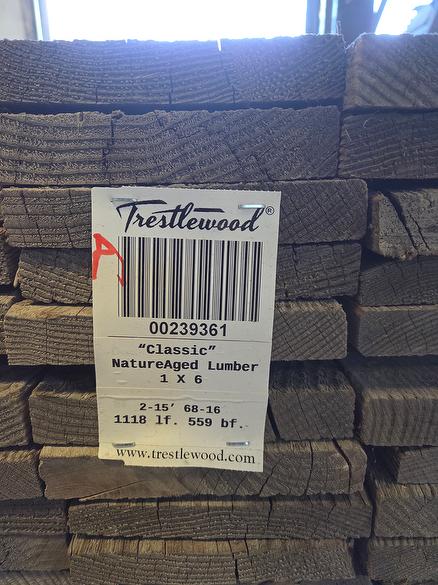 Trestlewood®
A
00239361
"Classic"
NatureAged Lumber
1 X 6
2-15' 68-16
1118 lf. 559 bf.
www.trestlewood.com